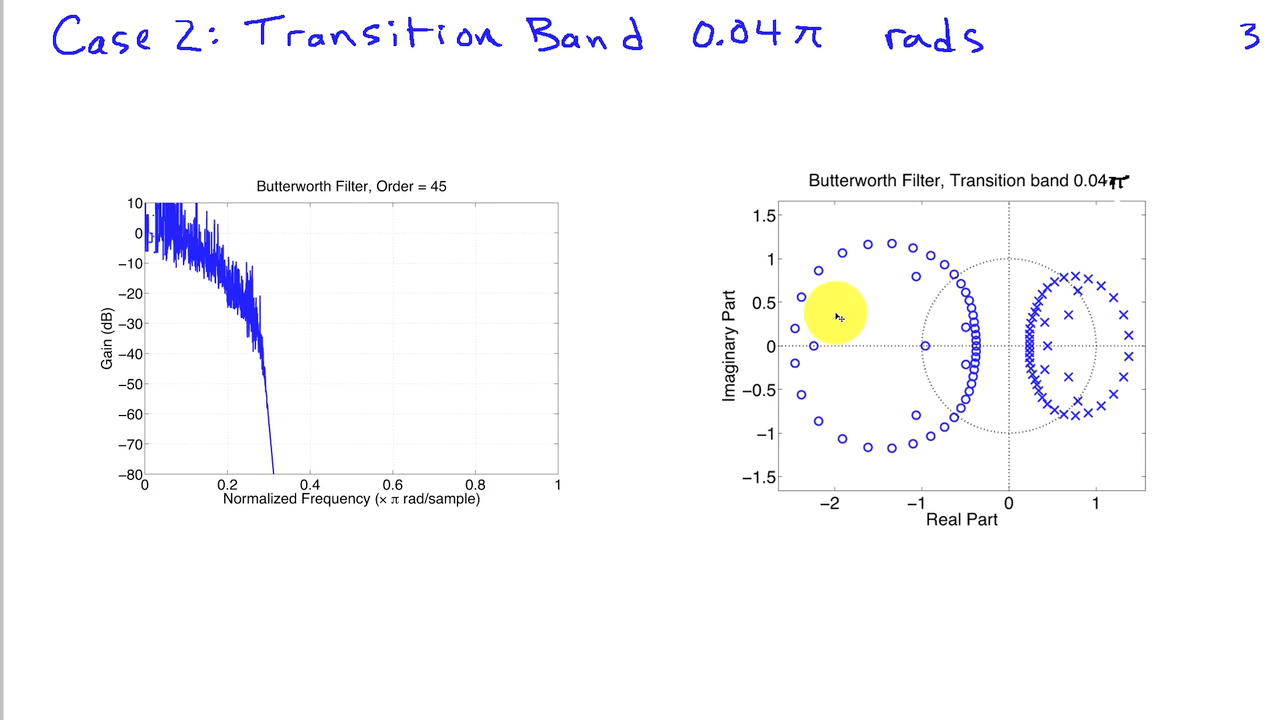 Case 2: Transition Band 0.04π rads 3
Butterworth Filter, Order = 45
10
0
−10
−20
−30
−40
−50
−60
−70
−80
Gain (dB)
0 0.2 0.4 0.6 0.8 1
Normalized Frequency (× π rad/sample)
Butterworth Filter, Transition band 0.04π
1.5
1
0.5
0
−0.5
−1
−1.5
Imaginary Part
−2 −1 0 1
Real Part